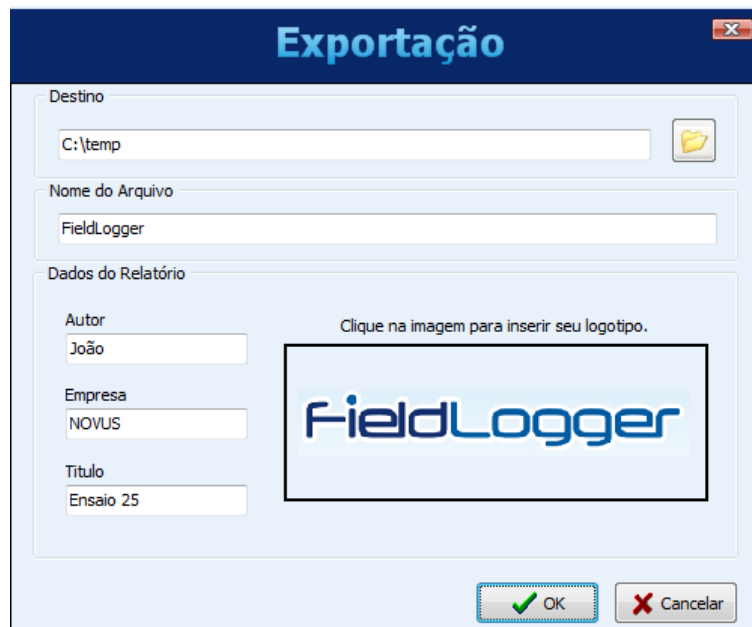 Exportação
Destino
C:\temp
Nome do Arquivo
FieldLogger
Dados do Relatório
Autor
João
Empresa
NOVUS
Titulo
Ensaio 25
Clique na imagem para inserir seu logotipo.
FieldLogger
OK
Cancelar